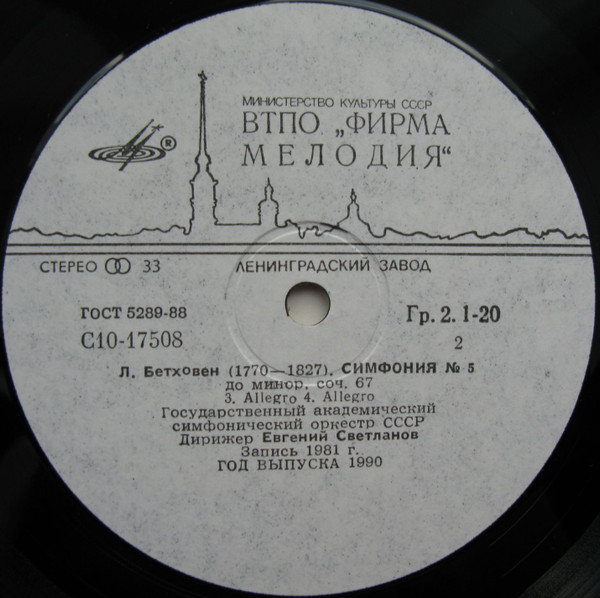 МИНИСТЕРСТВО КУЛЬТУРЫ СССР
ВТПО „ФИРМА
МЕЛОДИЯ“
®
СТЕРЕО 33 ЛЕНИНГРАДСКИЙ ЗАВОД
ГОСТ 5289-88 Гр. 2. 1-20
С10-17508 2
Л. Бетховен (1770—1827). СИМФОНИЯ № 5
до минор, соч. 67
3. Allegro 4. Allegro
Государственный академический
симфонический оркестр СССР
Дирижер Евгений Светланов
Запись 1981 г.
ГОД ВЫПУСКА 1990